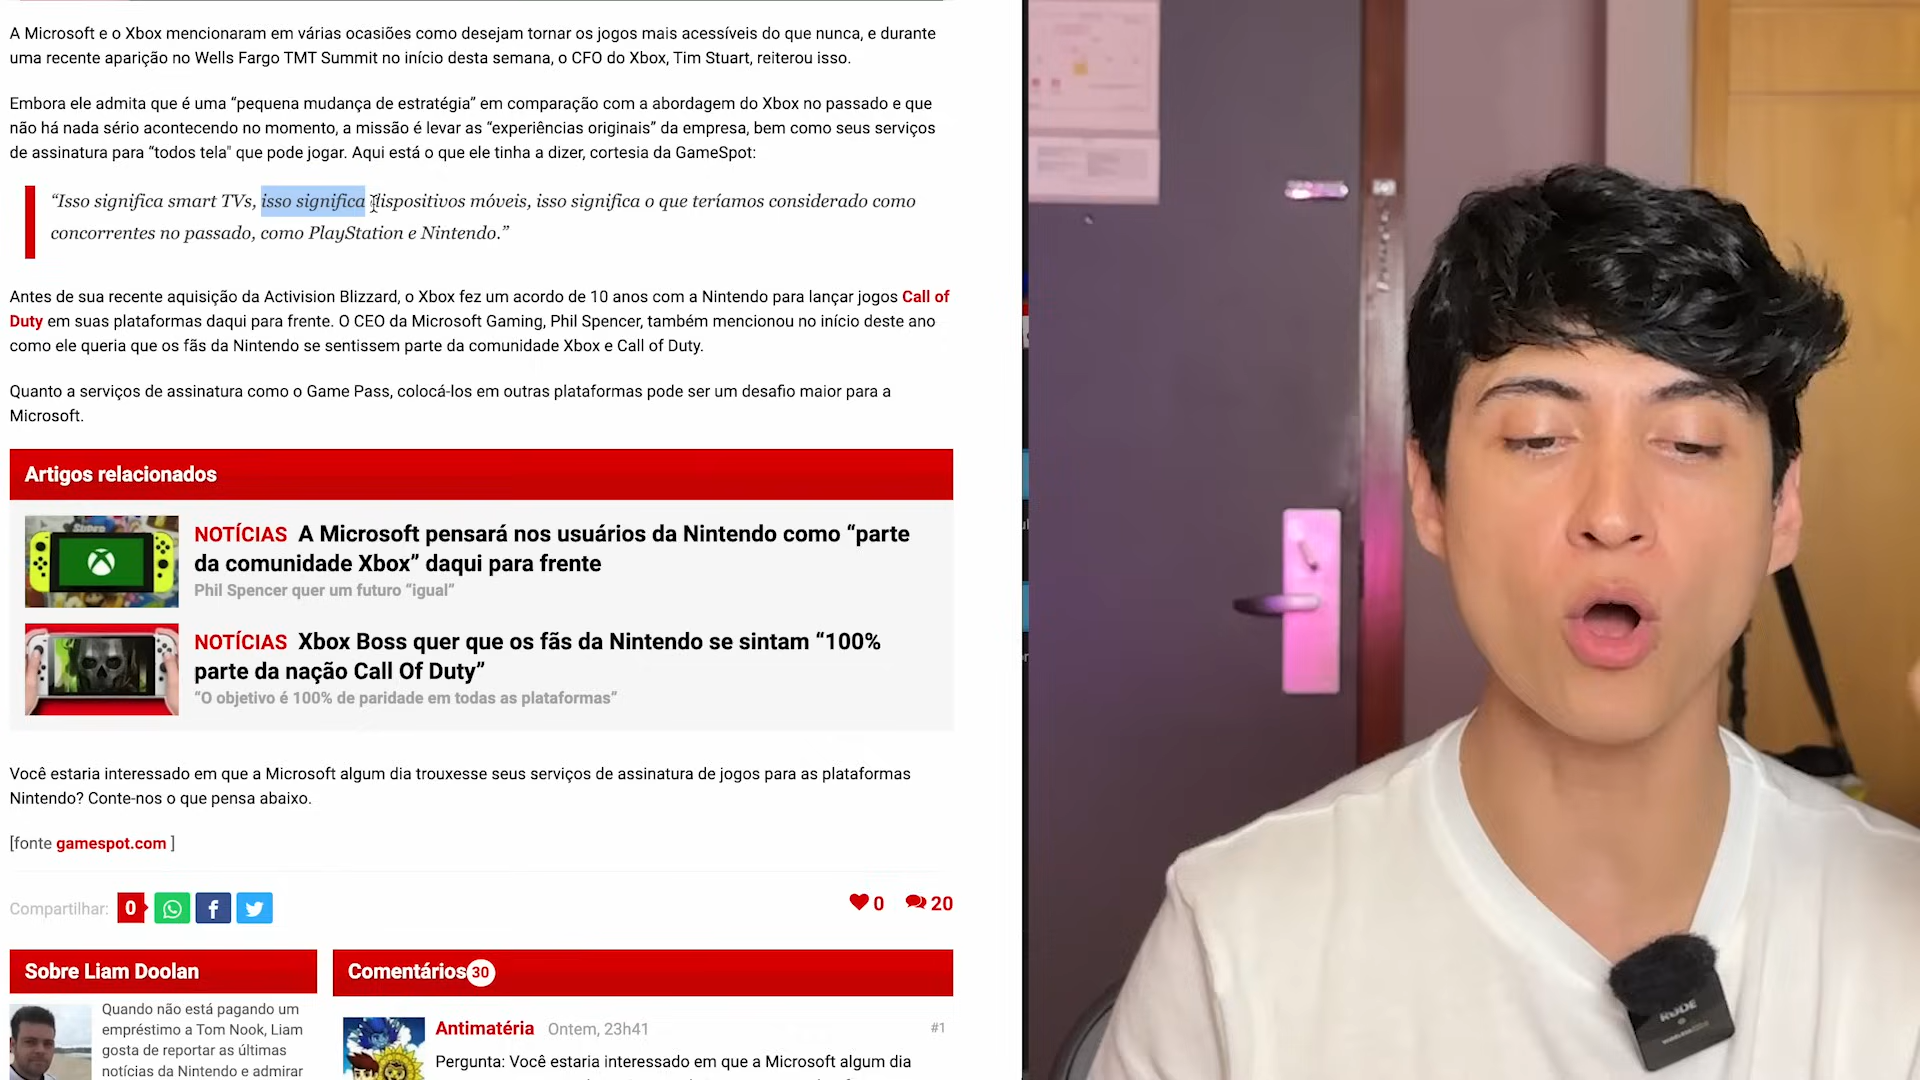 A Microsoft e o Xbox mencionaram em várias ocasiões como desejam tornar os jogos mais acessíveis do que nunca, e durante
uma recente aparição no Wells Fargo TMT Summit no início desta semana, o CFO do Xbox, Tim Stuart, reiterou isso.
Embora ele admita que é uma “pequena mudança de estratégia” em comparação com a abordagem do Xbox no passado e que
não há nada sério acontecendo no momento, a missão é levar as “experiências originais” da empresa, bem como seus serviços
de assinatura para “todos tela" que pode jogar. Aqui está o que ele tinha a dizer, cortesia da GameSpot:
“Isso significa smart TVs, isso significa dispositivos móveis, isso significa o que teríamos considerado como
concorrentes no passado, como PlayStation e Nintendo.”
Antes de sua recente aquisição da Activision Blizzard, o Xbox fez um acordo de 10 anos com a Nintendo para lançar jogos Call of
Duty em suas plataformas daqui para frente. O CEO da Microsoft Gaming, Phil Spencer, também mencionou no início deste ano
como ele queria que os fãs da Nintendo se sentissem parte da comunidade Xbox e Call of Duty.
Quanto a serviços de assinatura como o Game Pass, colocá-los em outras plataformas pode ser um desafio maior para a
Microsoft.
Artigos relacionados
NOTÍCIAS A Microsoft pensará nos usuários da Nintendo como “parte
da comunidade Xbox” daqui para frente
Phil Spencer quer um futuro “igual”
NOTÍCIAS Xbox Boss quer que os fãs da Nintendo se sintam “100%
parte da nação Call Of Duty”
“O objetivo é 100% de paridade em todas as plataformas”
Você estaria interessado em que a Microsoft algum dia trouxesse seus serviços de assinatura de jogos para as plataformas
Nintendo? Conte-nos o que pensa abaixo.
[fonte gamespot.com ]
Compartilhar: 0
0 20
Sobre Liam Doolan
Quando não está pagando um
empréstimo a Tom Nook, Liam
gosta de reportar as últimas
notícias da Nintendo e admirar
Comentários 30
Antimatéria Ontem, 23h41 #1
Pergunta: Você estaria interessado em que a Microsoft algum dia
RØDE